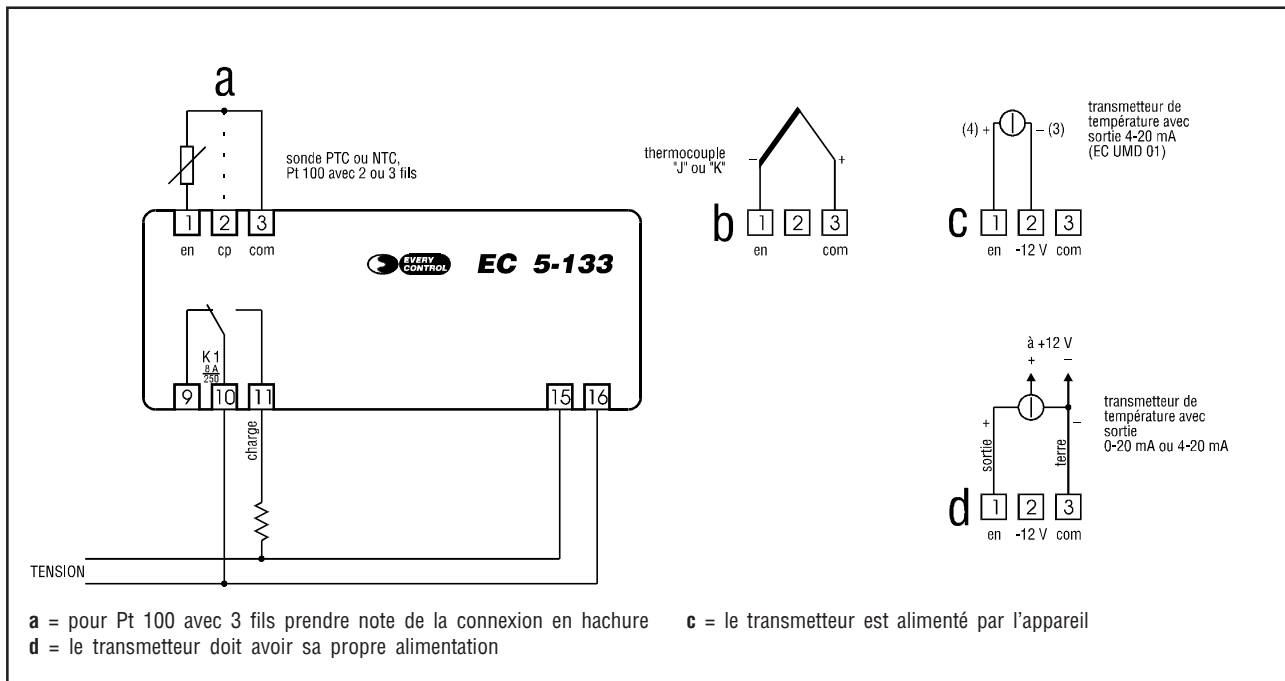 a
sonde PTC ou NTC,
Pt 100 avec 2 ou 3 fils
1 2 3
en cp com
EVERY
CONTROL
EC 5-133
K1
8 A
250
9 10 11 15 16
charge
TENSION
thermocouple
"J" ou "K"
– +
b
1 2 3
en com
(4) + – (3)
transmetteur de
température avec
sortie 4-20 mA
(EC UMD 01)
c
1 2 3
en -12 V com
à +12 V
+ –
+ –
sortie terre
transmetteur de
température avec
sortie
0-20 mA ou 4-20 mA
d
1 2 3
en -12 V com
a = pour Pt 100 avec 3 fils prendre note de la connexion en hachure
c = le transmetteur est alimenté par l'appareil
d = le transmetteur doit avoir sa propre alimentation